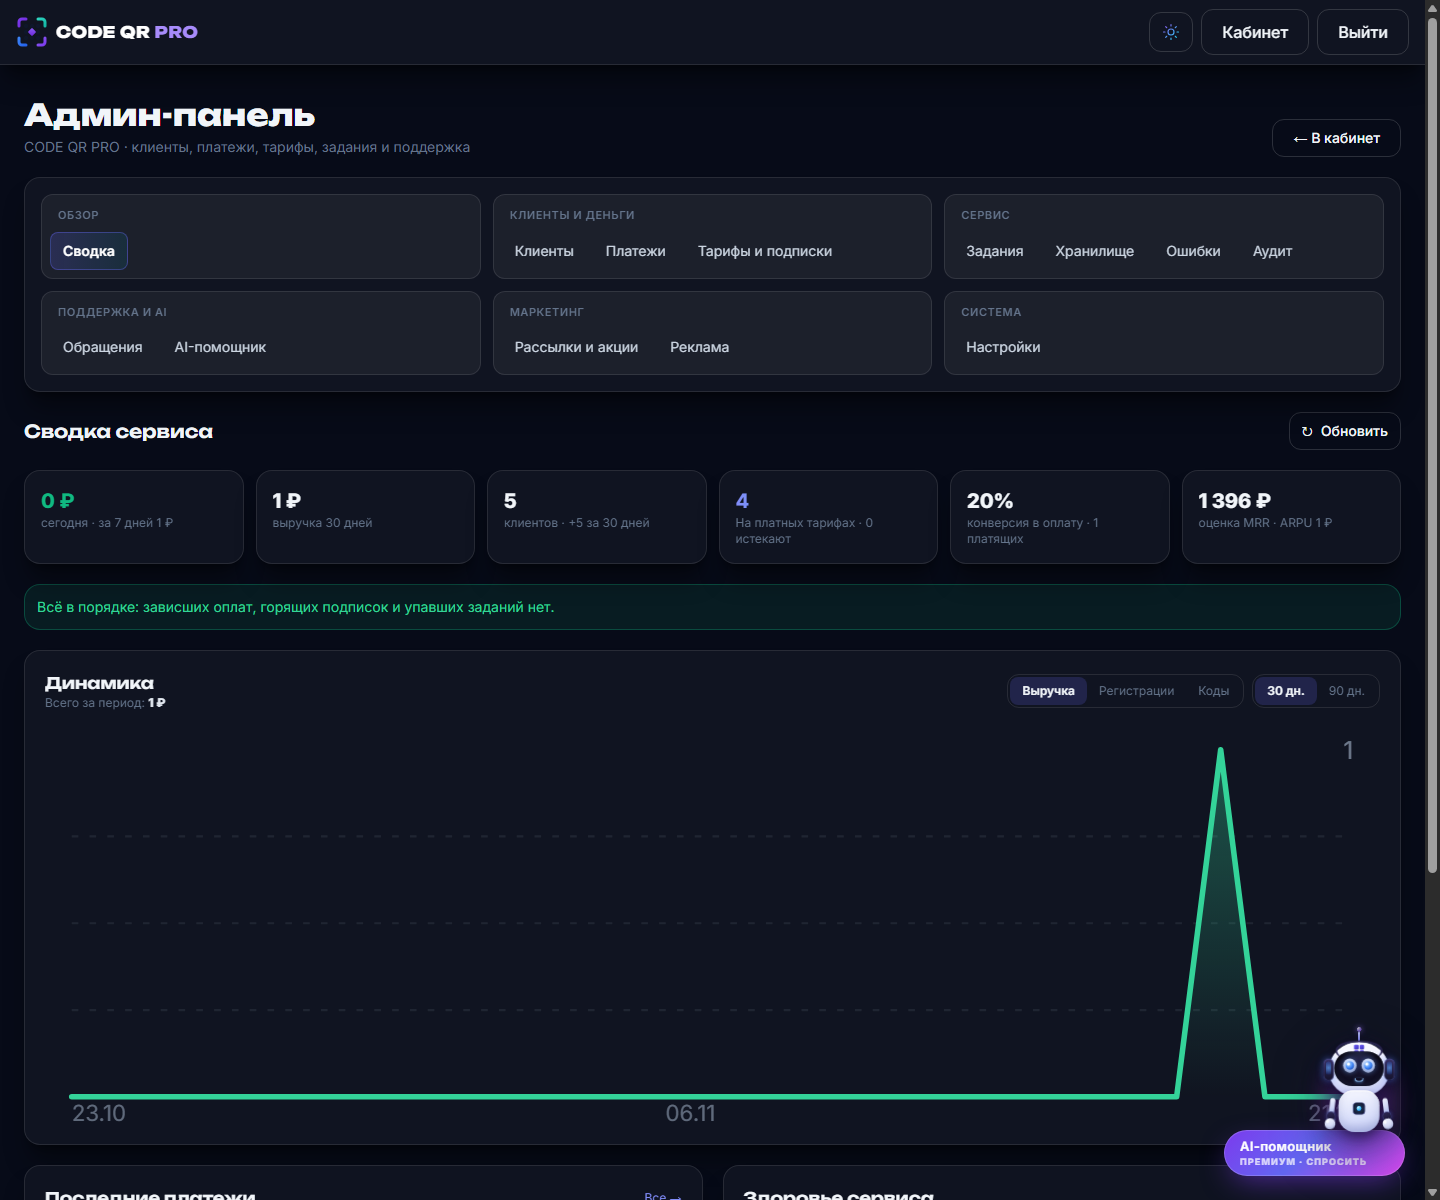 CODE QR PRO
Кабинет
Выйти
Админ-панель
CODE QR PRO · клиенты, платежи, тарифы, задания и поддержка
← В кабинет
ОБЗОР
Сводка
КЛИЕНТЫ И ДЕНЬГИ
Клиенты
Платежи
Тарифы и подписки
СЕРВИС
Задания
Хранилище
Ошибки
Аудит
ПОДДЕРЖКА И AI
Обращения
AI-помощник
МАРКЕТИНГ
Рассылки и акции
Реклама
СИСТЕМА
Настройки
Сводка сервиса
↻ Обновить
0 ₽
сегодня · за 7 дней 1 ₽
1 ₽
выручка 30 дней
5
клиентов · +5 за 30 дней
4
На платных тарифах · 0
истекают
20%
конверсия в оплату · 1
платящих
1 396 ₽
оценка MRR · ARPU 1 ₽
Всё в порядке: зависших оплат, горящих подписок и упавших заданий нет.
Динамика
Всего за период: 1 ₽
Выручка
Регистрации
Коды
30 дн.
90 дн.
1
23.10
06.11
AI-помощник
ПРЕМИУМ · СПРОСИТЬ
Последние платежи
Все →
Здоровье сервиса